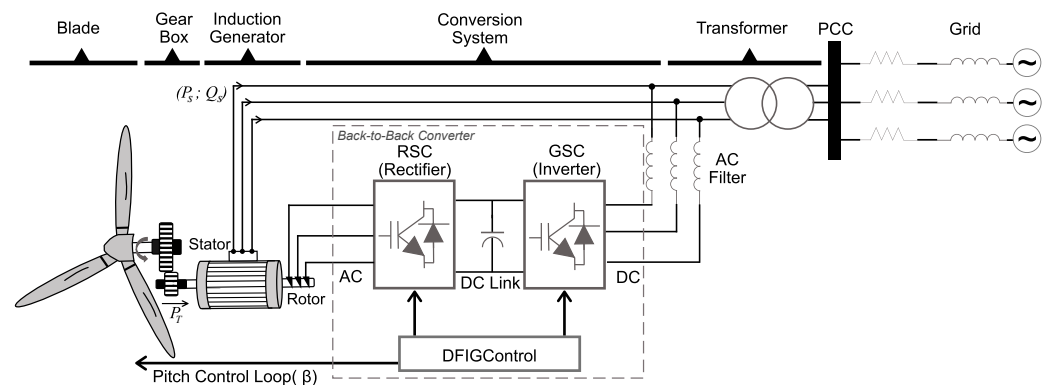 Blade
Gear
Box
Induction
Generator
Conversion
System
Transformer
PCC
Grid
(PS ; QS)
Back-to-Back Converter
RSC
(Rectifier)
GSC
(Inverter)
AC
Filter
Stator
Rotor
AC
DC Link
DC
PT
DFIGControl
Pitch Control Loop( β)